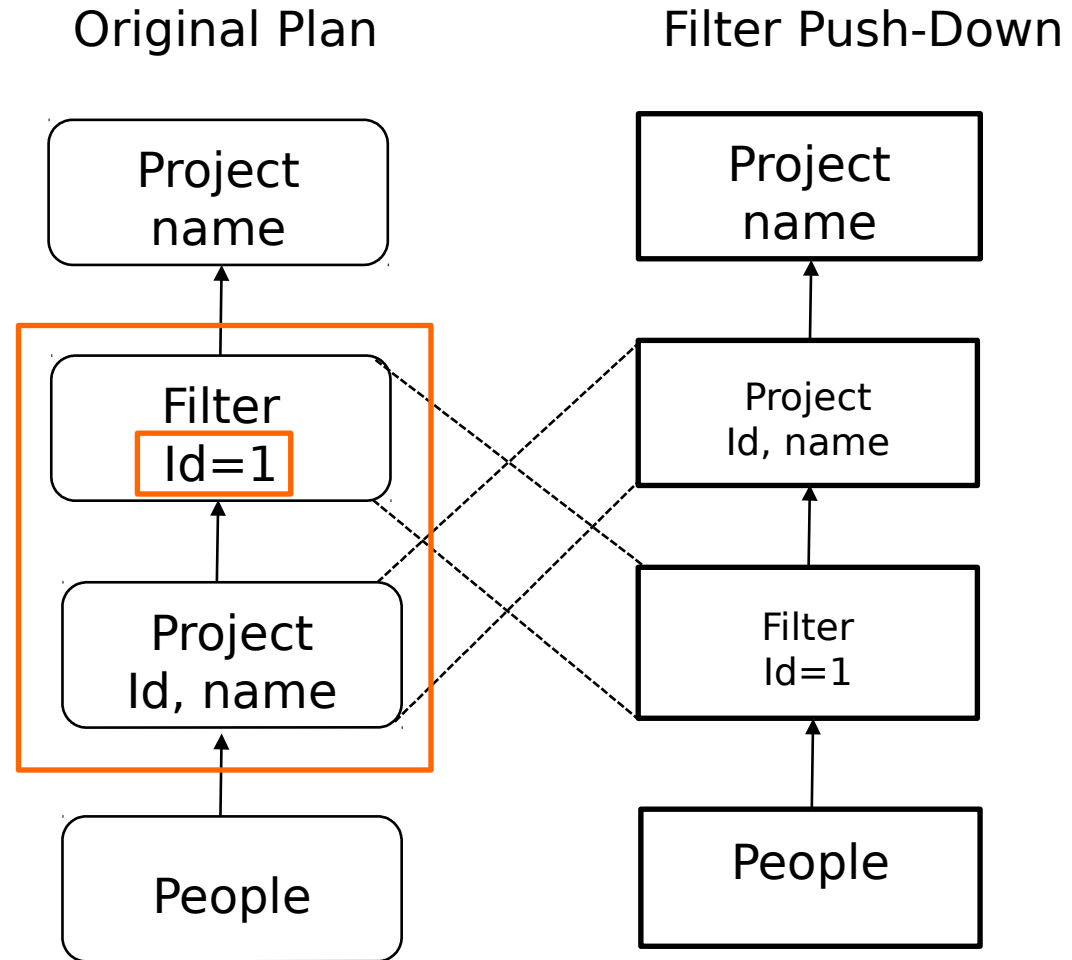 Original Plan
Project
name
Filter
Id=1
Project
Id, name
People
Filter Push-Down
Project
name
Project
Id, name
Filter
Id=1
People